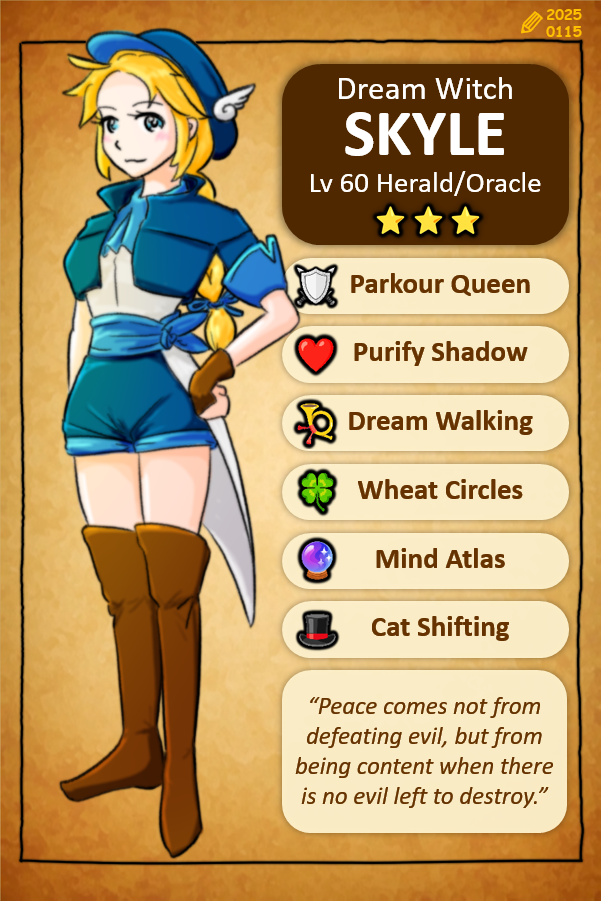 2025
0115
Dream Witch
SKYLE
Lv 60 Herald/Oracle
Parkour Queen
Purify Shadow
Dream Walking
Wheat Circles
Mind Atlas
Cat Shifting
“Peace comes not from
defeating evil, but from
being content when there
is no evil left to destroy.”